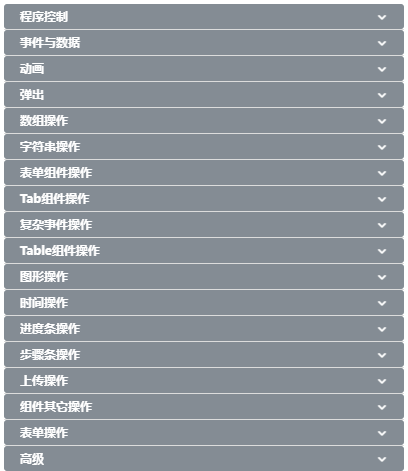 程序控制
事件与数据
动画
弹出
数组操作
字符串操作
表单组件操作
Tab组件操作
复杂事件操作
Table组件操作
图形操作
时间操作
进度条操作
步骤条操作
上传操作
组件其它操作
表单操作
高级